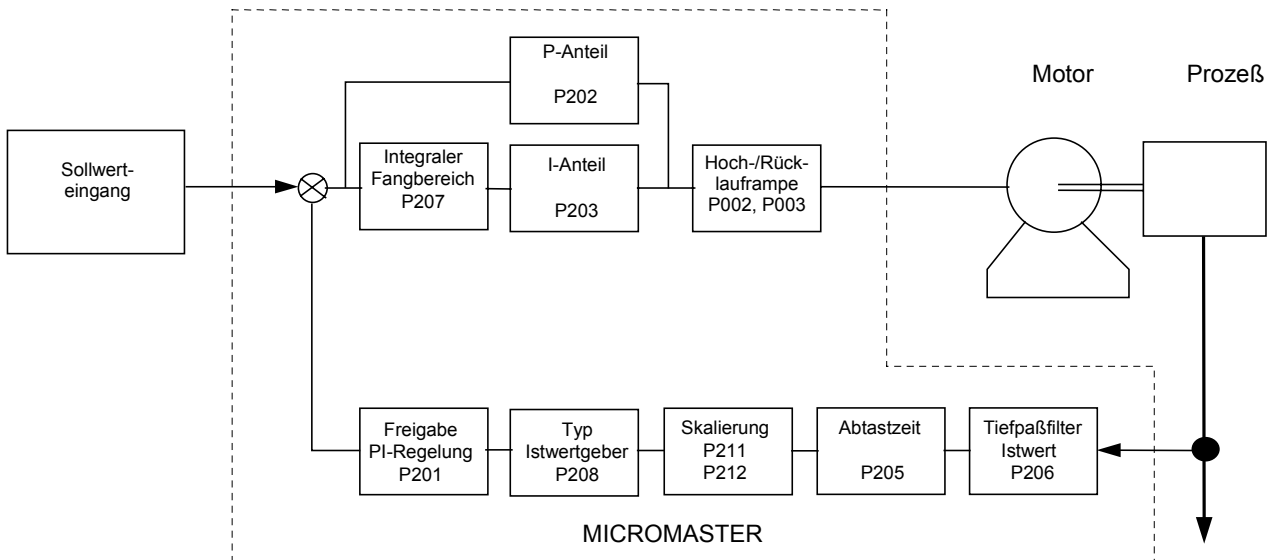 P-Anteil
P202
Motor
Prozeß
Sollwert-
eingang
Integraler
Fangbereich
P207
I-Anteil
P203
Hoch-/Rück-
lauframpe
P002, P003
Freigabe
PI-Regelung
P201
Typ
Istwertgeber
P208
Skalierung
P211
P212
Abtastzeit
P205
Tiefpaßfilter
Istwert
P206
MICROMASTER